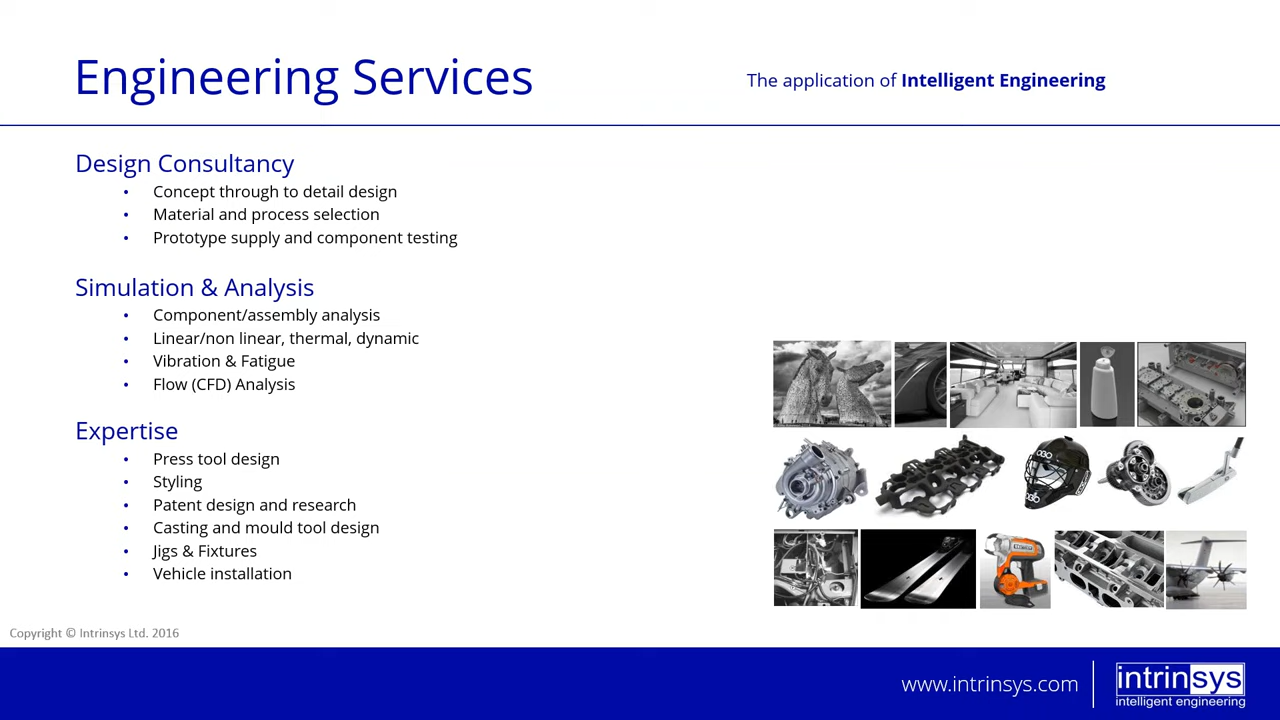 Engineering Services
The application of Intelligent Engineering
Design Consultancy
• Concept through to detail design
• Material and process selection
• Prototype supply and component testing
Simulation & Analysis
• Component/assembly analysis
• Linear/non linear, thermal, dynamic
• Vibration & Fatigue
• Flow (CFD) Analysis
Expertise
• Press tool design
• Styling
• Patent design and research
• Casting and mould tool design
• Jigs & Fixtures
• Vehicle installation
Copyright © Intrinsys Ltd. 2016
www.intrinsys.com
intrinsys
intelligent engineering